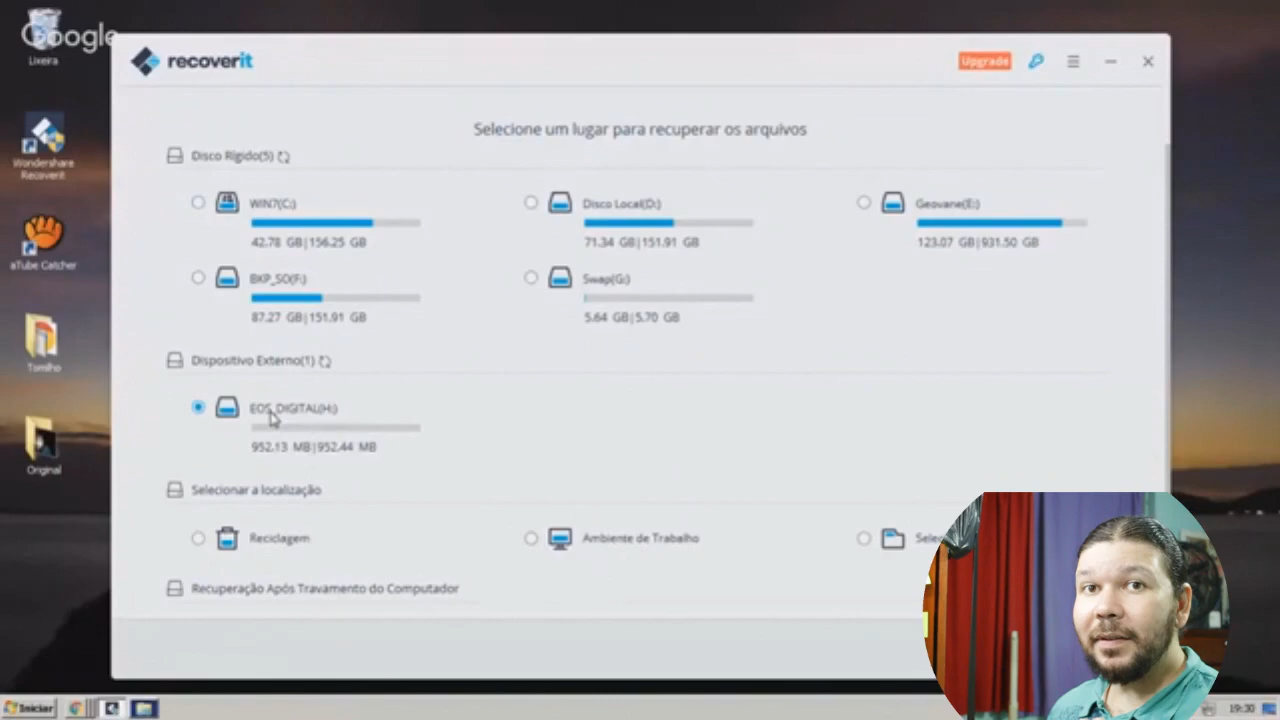 Google
Lixeira
Wondershare
Recoverit
aTube Catcher
Tomlho
Original
recoverit
Upgrade
Selecione um lugar para recuperar os arquivos
Disco Rígido(5)
WIN7(C:)
42.78 GB|156.25 GB
Disco Local(D:)
71.34 GB|151.91 GB
Geovane(E:)
123.07 GB|931.50 GB
BKP_SO(F:)
87.27 GB|151.91 GB
Swap(G:)
5.64 GB|5.70 GB
Dispositivo Externo(1)
EOS_DIGITAL(H:)
952.13 MB|952.44 MB
Selecionar a localização
Reciclagem
Ambiente de Trabalho
Sele
Recuperação Após Travamento do Computador
Iniciar
19:30